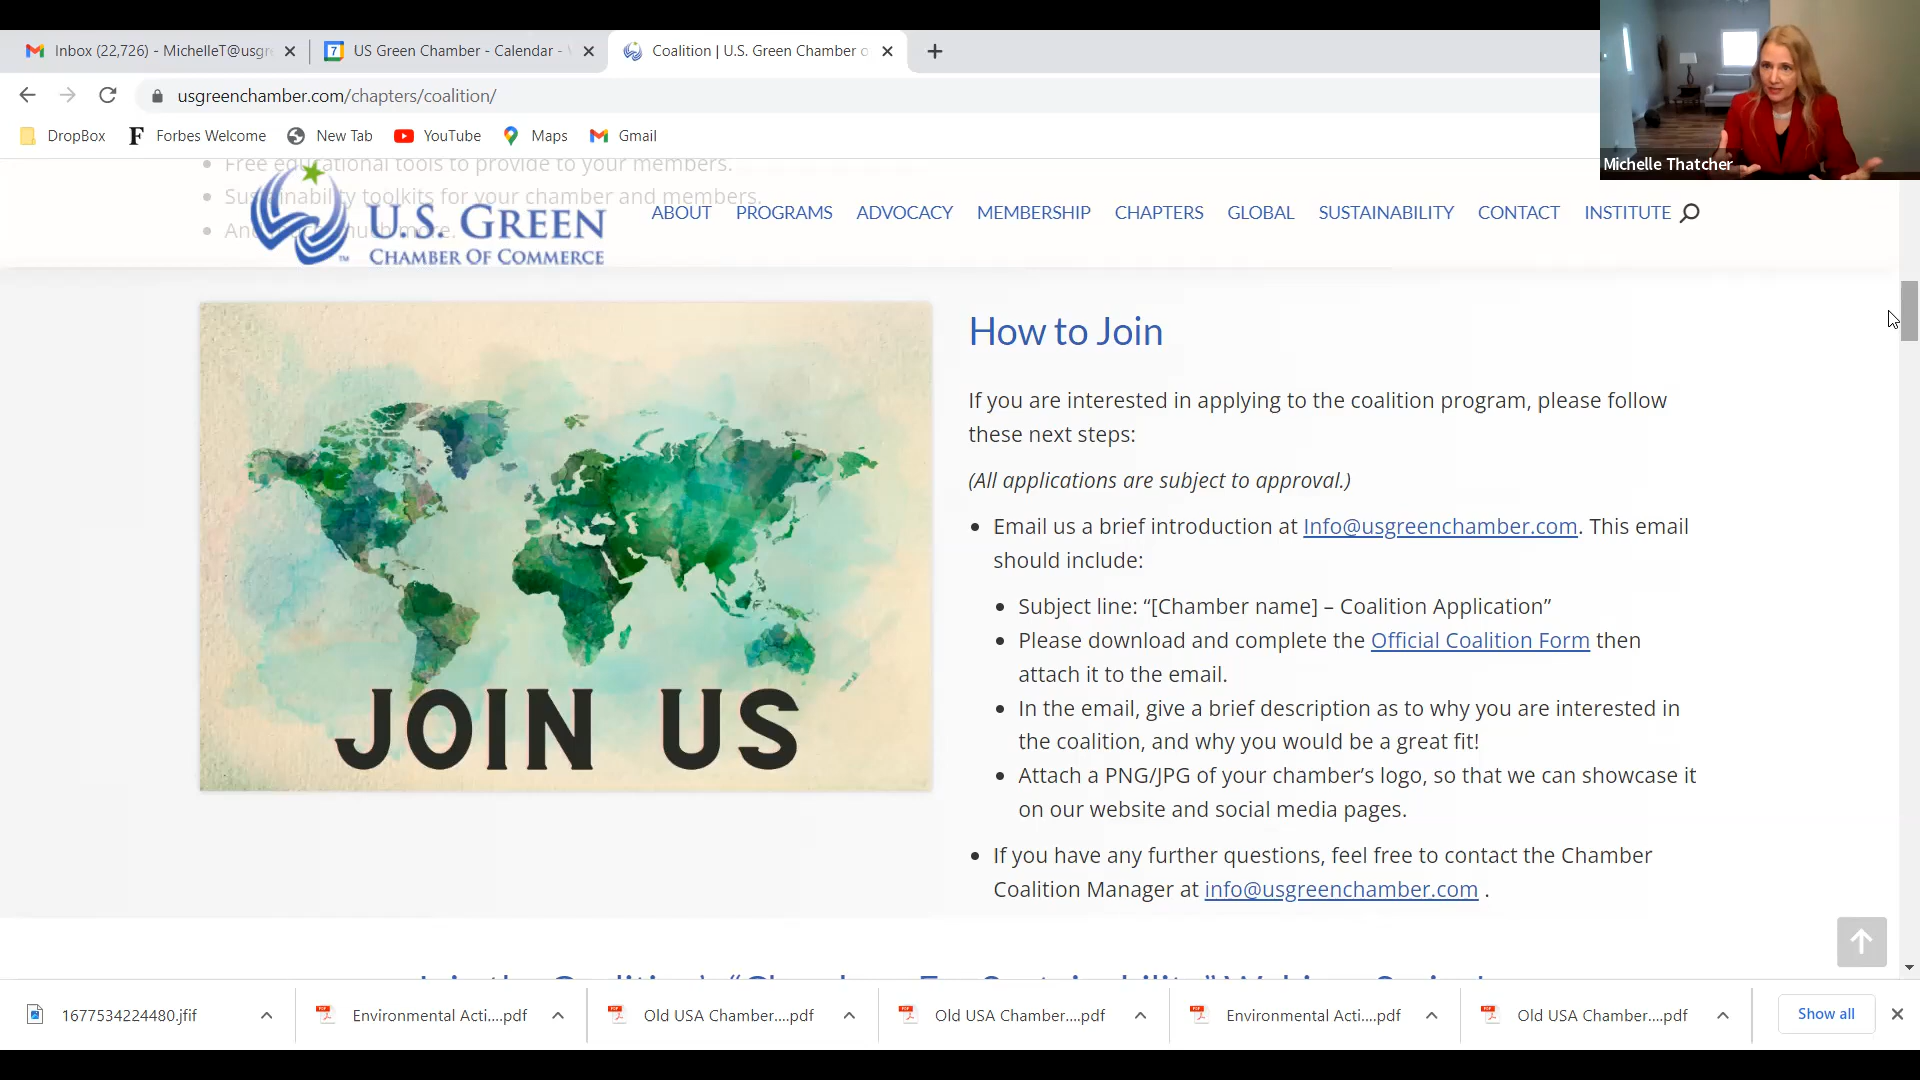 Inbox (22,726) - MichelleT@usgr
US Green Chamber - Calendar -
Coalition | U.S. Green Chamber o
usgreenchamber.com/chapters/coalition/
DropBox
Forbes Welcome
New Tab
YouTube
Maps
Gmail
Michelle Thatcher
Free educational tools to provide to your members.
Sustainability toolkits for your chamber and members.
much more.
U.S. GREEN
CHAMBER OF COMMERCE
TM
ABOUT PROGRAMS ADVOCACY MEMBERSHIP CHAPTERS GLOBAL SUSTAINABILITY CONTACT INSTITUTE
JOIN US
How to Join
If you are interested in applying to the coalition program, please follow
these next steps:
(All applications are subject to approval.)
Email us a brief introduction at Info@usgreenchamber.com. This email
should include:
Subject line: “[Chamber name] – Coalition Application”
Please download and complete the Official Coalition Form then
attach it to the email.
In the email, give a brief description as to why you are interested in
the coalition, and why you would be a great fit!
Attach a PNG/JPG of your chamber’s logo, so that we can showcase it
on our website and social media pages.
If you have any further questions, feel free to contact the Chamber
Coalition Manager at info@usgreenchamber.com .
1677534224480.jfif
Environmental Acti....pdf
Old USA Chamber....pdf
Old USA Chamber....pdf
Environmental Acti....pdf
Old USA Chamber....pdf
Show all